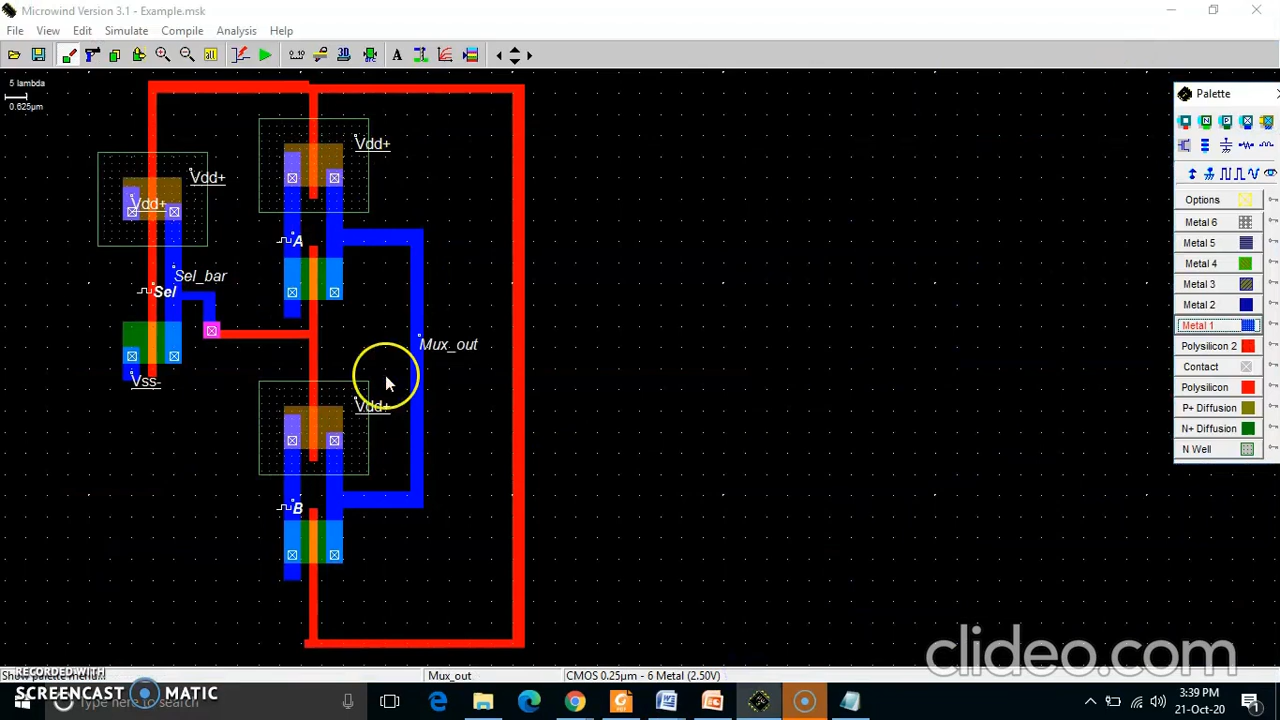 Microwind Version 3.1 - Example.msk
File View Edit Simulate Compile Analysis Help
5 lambda
0.625µm
Palette
Options
Metal 6
Metal 5
Metal 4
Metal 3
Metal 2
Metal 1
Polysilicon 2
Contact
Polysilicon
P+ Diffusion
N+ Diffusion
N Well
Vdd+
Vdd+
Vdd+
A
Sel_bar
Sel
Mux_out
Vss-
Vdd+
B
clideo.com
RECORDED WITH
SCREENCAST MATIC
Mux_out
CMOS 0.25µm - 6 Metal (2.50V)
Type here to search
3:39 PM
21-Oct-20